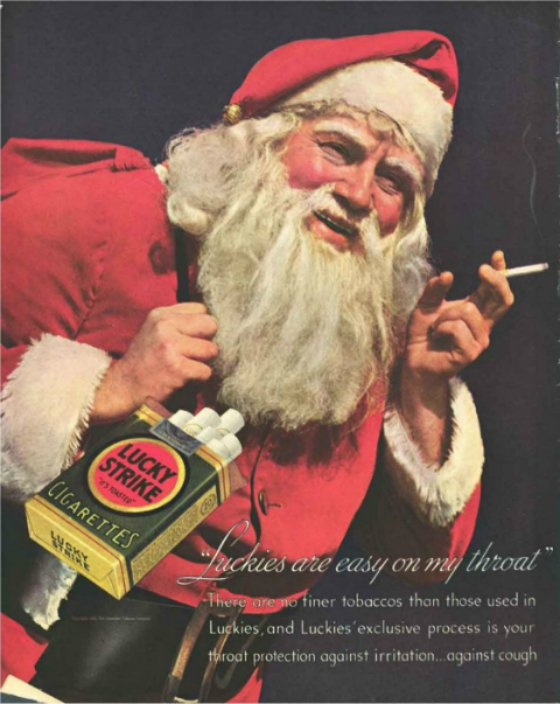 LUCKY
STRIKE
"IT'S TOASTED"
CIGARETTES
LUCKY
STRIKE
"Luckies are easy on my throat"
There are no finer tobaccos than those used in
Luckies, and Luckies' exclusive process is your
throat protection against irritation...against cough